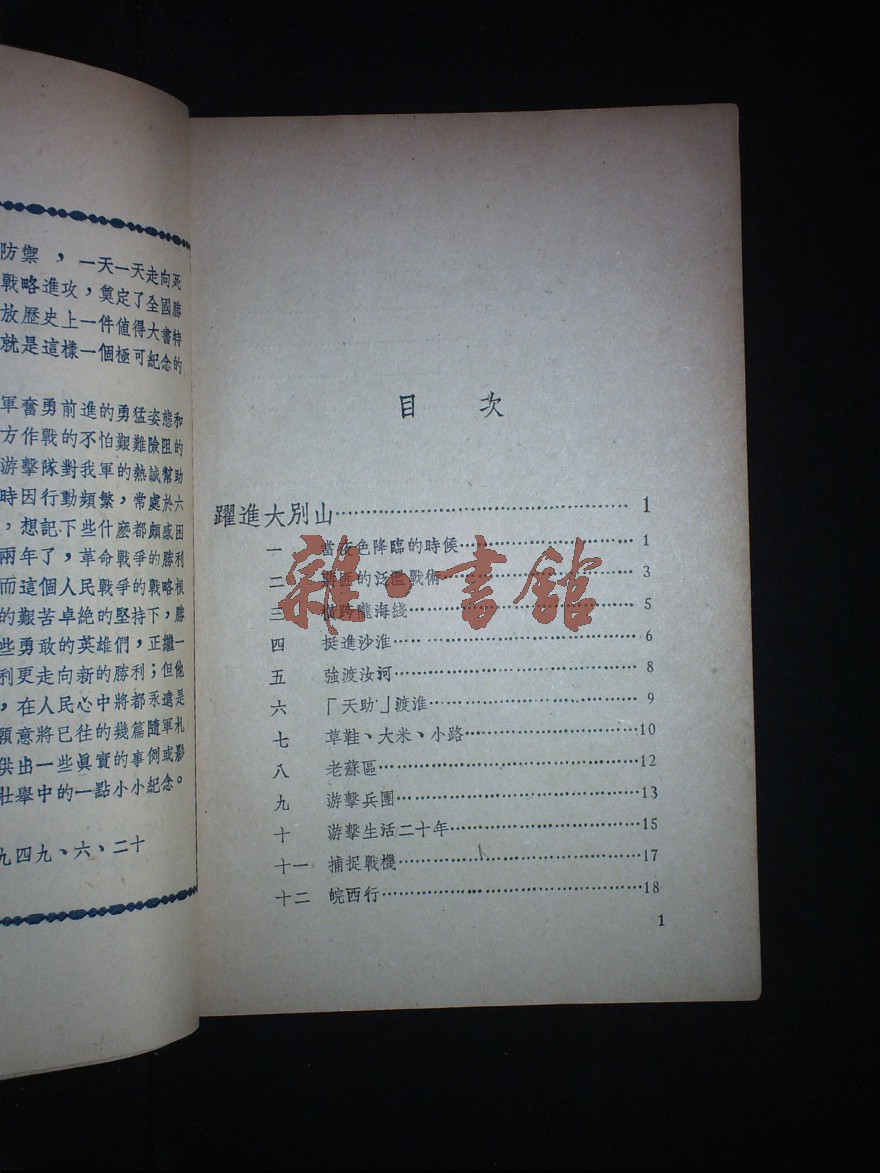 防禦，一天一天走向死
戰略進攻，奠定了全國勝
放歷史上一件值得大書特
就是這樣一個極可紀念的
軍奮勇前進的勇猛姿態和
方作戰的不怕艱難險阻的
游擊隊對我軍的熱誠幫助
時因行動頻繁，常處於六
，想記下些什麽都頗感困
兩年了，革命戰爭的勝利
而這個人民戰爭的戰略根
的艱苦卓絶的堅持下，勝
些勇敢的英雄們，正繼一
利更走向新的勝利；但他
，在人民心中將都永遠是
願意將已往的幾篇隨軍札
供出一些眞實的事例或影
壯舉中的一點小小紀念。
九四九、六、二十
目 次
躍進大別山 1
一 當夜色降臨的時候 1
二 的泛濫戰術 3
三 橫跨隴海綫 5
四 挺進沙淮 6
五 強渡汝河 8
六 「天助」渡淮 9
七 草鞋、大米、小路 10
八 老蘇區 12
九 游擊兵團 13
十 游擊生活二十年 15
十一 捕捉戰機 17
十二 皖西行 18
1
雜·書館